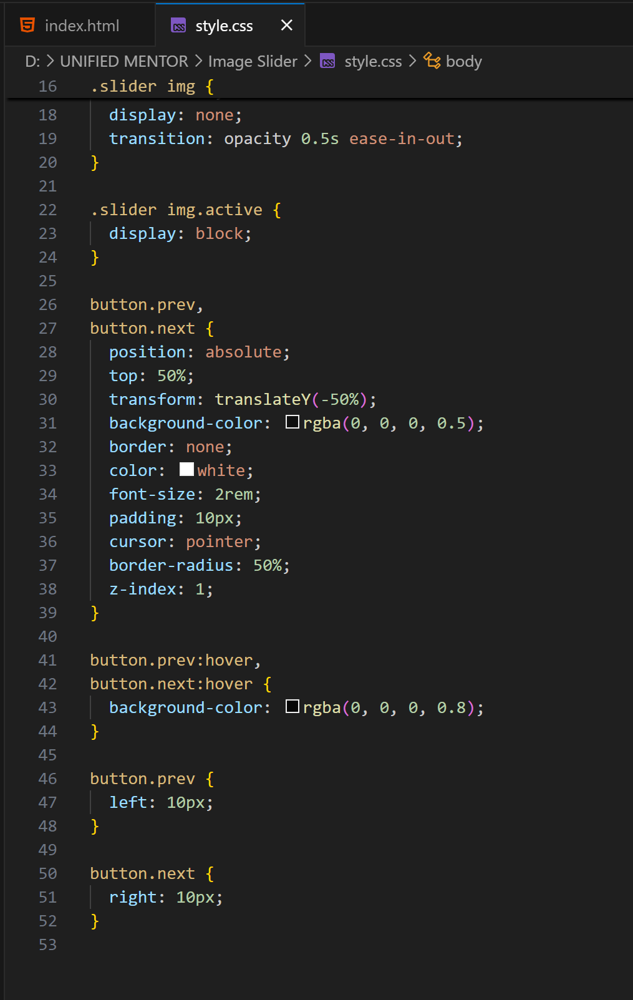 index.html style.css
D: > UNIFIED MENTOR > Image Slider > style.css > body
16 .slider img {
18 display: none;
19 transition: opacity 0.5s ease-in-out;
20 }
21
22 .slider img.active {
23 display: block;
24 }
25
26 button.prev,
27 button.next {
28 position: absolute;
29 top: 50%;
30 transform: translateY(-50%);
31 background-color: rgba(0, 0, 0, 0.5);
32 border: none;
33 color: white;
34 font-size: 2rem;
35 padding: 10px;
36 cursor: pointer;
37 border-radius: 50%;
38 z-index: 1;
39 }
40
41 button.prev:hover,
42 button.next:hover {
43 background-color: rgba(0, 0, 0, 0.8);
44 }
45
46 button.prev {
47 left: 10px;
48 }
49
50 button.next {
51 right: 10px;
52 }
53